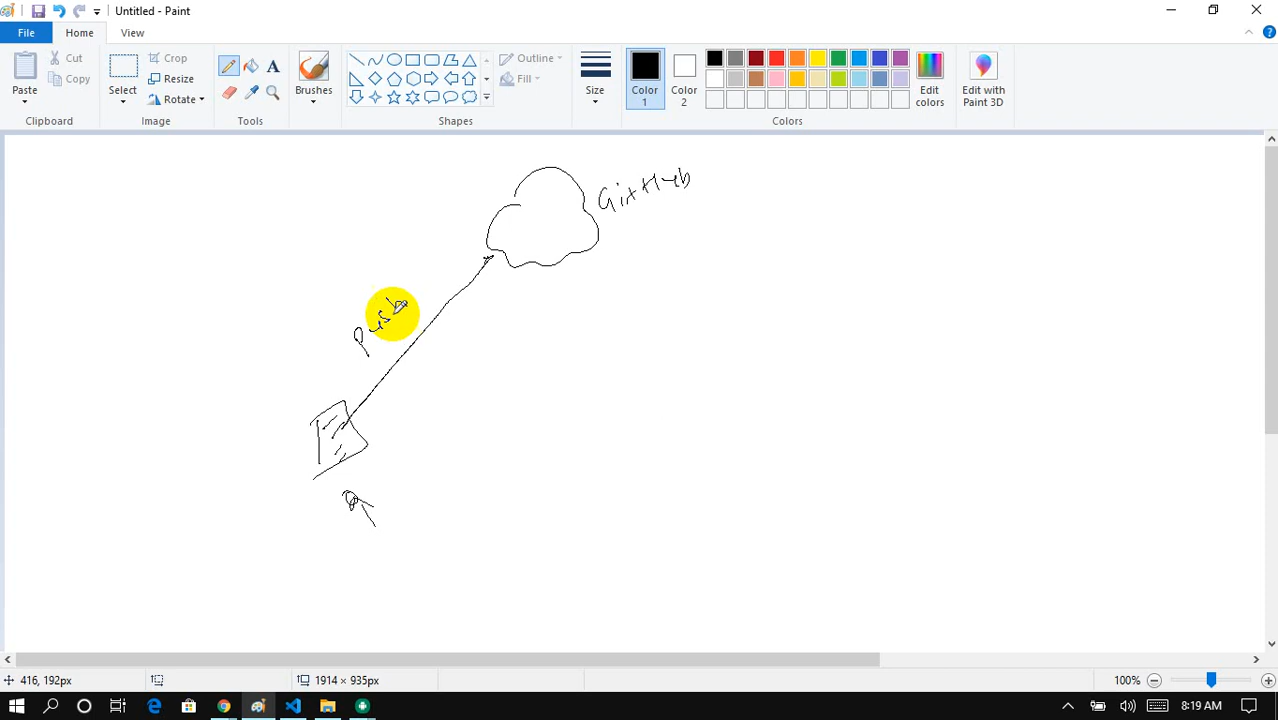 Untitled - Paint
File
Home
View
Paste
Cut
Copy
Clipboard
Select
Crop
Resize
Rotate
Image
A
Tools
Brushes
Shapes
Outline
Fill
Size
Color 1
Color 2
Edit colors
Colors
Edit with Paint 3D
GitHub
Push
416, 192px
1914 × 935px
100%
8:19 AM